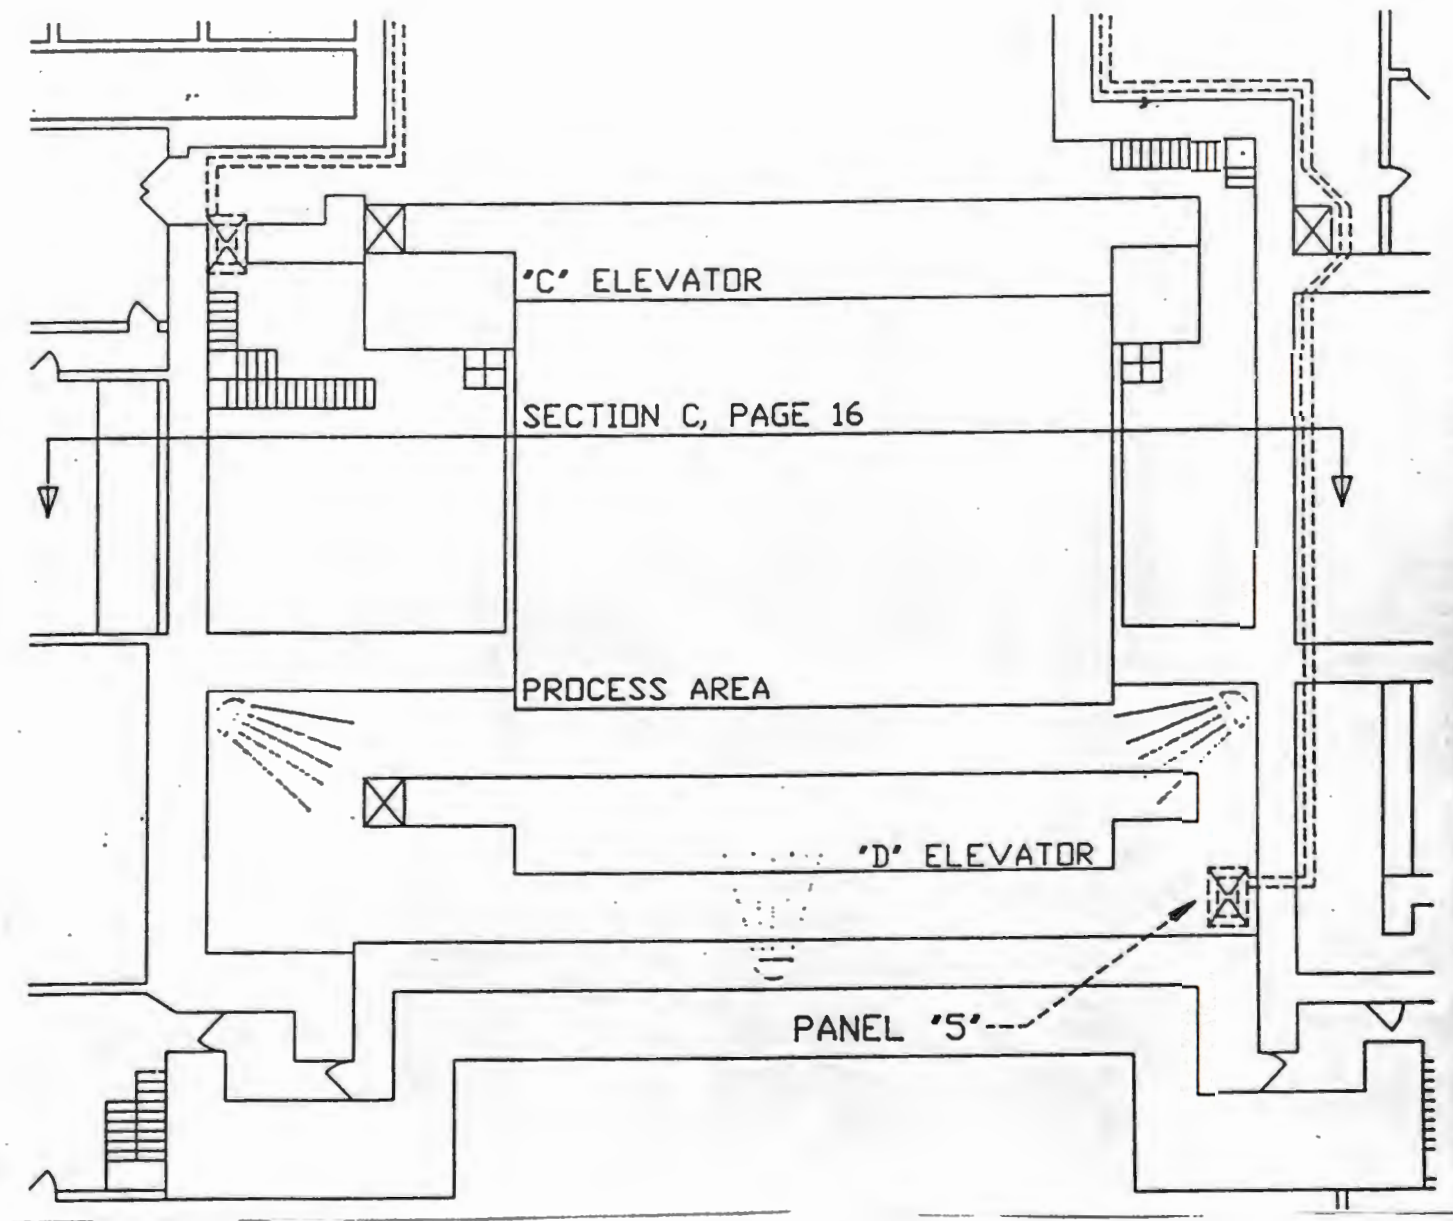 "C" ELEVATOR
SECTION C, PAGE 16
PROCESS AREA
"D" ELEVATOR
PANEL "5"